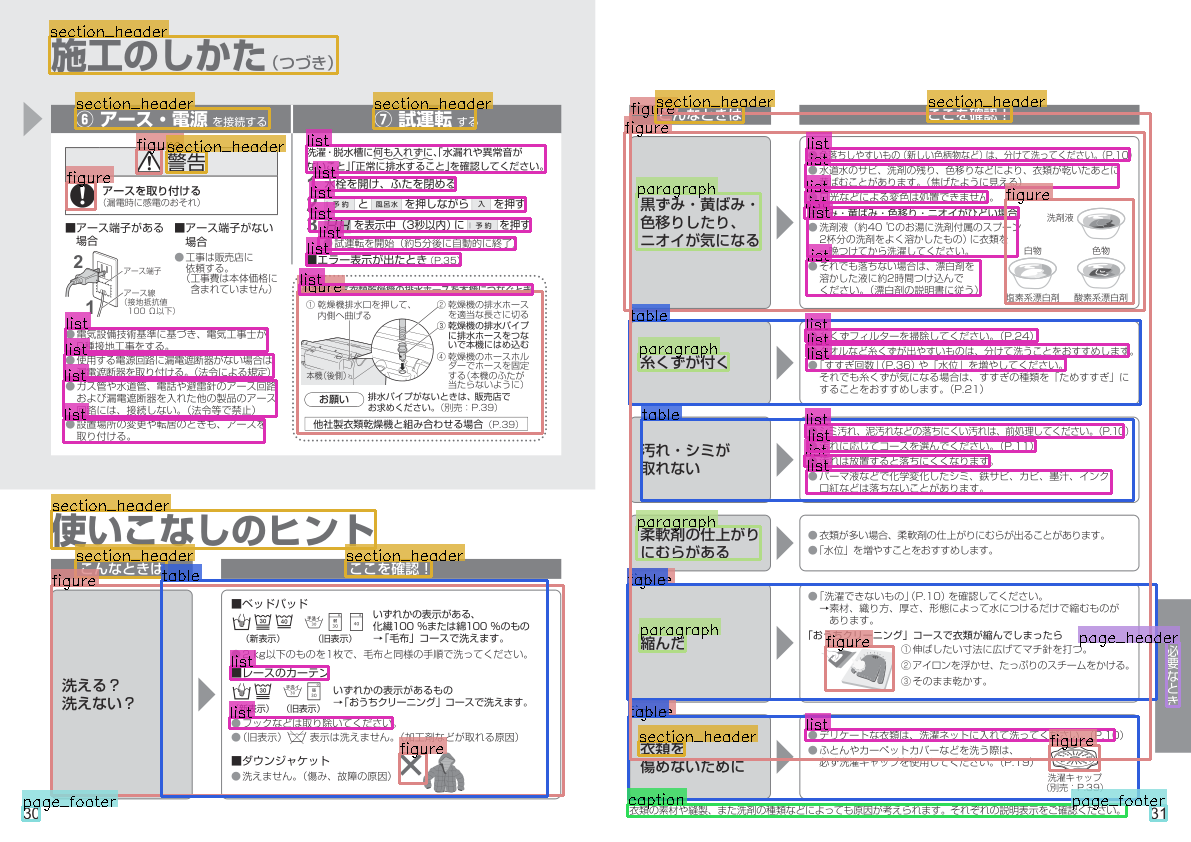 section_header
施工のしかた（つづき）
section_header
⑥ アース・電源 を接続する
figure
section_header
警告
figure
アースを取り付ける
（漏電時に感電のおそれ）
■アース端子がある
場合
2
アース端子
アース線
（接地抵抗値
100 Ω以下）
1
■アース端子がない
場合
●工事は販売店に
依頼する。
（工事費は本体価格に
含まれていません）
list
●電気設備技術基準に基づき、電気工事士が
接地工事をする。
list
●使用する電源回路に漏電遮断器がない場合は
電遮断器を取り付ける。（法令による規定）
list
ガス管や水道管、電話や避雷針のアース回路
および漏電遮断器を入れた他の製品のアース
路には、接続しない。（法令等で禁止）
list
●設置場所の変更や転居のときも、アースを
取り付ける。
section_header
⑦ 試運転 する
list
洗濯・脱水槽に何も入れずに、「水漏れや異常音が
ないこと」「正常に排水すること」を確認してください。
list
栓を開け、ふたを閉める
list
予約 と 風呂水 を押しながら 入 を押す
list
を表示中（3秒以内）に 予約 を押す
list
試運転を開始（約5分後に自動的に終了）
list
■エラー表示が出たとき（P.35）
list
figure
① 乾燥機排水口を押して、
内側へ曲げる
本機（後側）
② 乾燥機の排水ホース
を適当な長さに切る
③ 乾燥機の排水パイプ
に排水ホースをつな
いで本機にはめ込む
④ 乾燥機のホースホル
ダーでホースを固定
する（本機のふたが
当たらないように）
お願い
排水パイプがないときは、販売店で
お求めください。（別売：P.39）
他社製衣類乾燥機と組み合わせる場合（P.39）
section_header
使いこなしのヒント
section_header
こんなときは
section_header
ここを確認！
figure
table
洗える？
洗えない？
■ベッドパッド
（新表示）
（旧表示）
いずれかの表示がある、
化繊100 %または綿100 %のもの
→「毛布」コースで洗えます。
kg以下のものを1枚で、毛布と同様の手順で洗ってください。
list
■レースのカーテン
（旧表示）
いずれかの表示があるもの
→「おうちクリーニング」コースで洗えます。
list
●フックなどは取り除いてください。
●（旧表示） 表示は洗えません。（加工剤などが取れる原因）
■ダウンジャケット
●洗えません。（傷み、故障の原因）
figure
page_footer
30
figure
section_header
こんなときは
section_header
ここを確認！
figure
paragraph
黒ずみ・黄ばみ・
色移りしたり、
ニオイが気になる
list
落ちしやすいもの（新しい色柄物など）は、分けて洗ってください。（P.10）
list
●水道水のサビ、洗剤の残り、色移りなどにより、衣類が乾いたあとに
ばむことがあります。（焦げたように見える）
list
などによる変色は処置できません。
list
み・黄ばみ・色移り・ニオイがひどい場合
list
洗剤液（約40 ℃のお湯に洗剤付属のスプーン
2杯分の洗剤をよく溶かしたもの）に衣類を
晩つけてから洗濯してください。
list
●それでも落ちない場合は、漂白剤を
溶かした液に約2時間つけ込んで
ください。（漂白剤の説明書に従う）
figure
洗剤液
白物
色物
塩素系漂白剤
酸素系漂白剤
table
paragraph
糸くずが付く
list
くずフィルターを掃除してください。（P.24）
list
オルなど糸くずが出やすいものは、分けて洗うことをおすすめします。
list
●「すすぎ回数」（P.36）や「水位」を増やしてください。
それでも糸くずが気になる場合は、すすぎの種類を「ためすすぎ」に
することをおすすめします。（P.21）
table
汚れ・シミが
取れない
list
ミ汚れ、泥汚れなどの落ちにくい汚れは、前処理してください。（P.10）
list
れに応じてコースを選んでください。（P.11）
list
れは放置すると落ちにくくなります。
list
●パーマ液などで化学変化したシミ、鉄サビ、カビ、墨汁、インク
口紅などは落ちないことがあります。
paragraph
柔軟剤の仕上がり
にむらがある
●衣類が多い場合、柔軟剤の仕上がりにむらが出ることがあります。
●「水位」を増やすことをおすすめします。
table
paragraph
縮んだ
●「洗濯できないもの」（P.10）を確認してください。
→素材、織り方、厚さ、形態によって水につけるだけで縮むものが
あります。
「おうちクリーニング」コースで衣類が縮んでしまったら
figure
①伸ばしたい寸法に広げてマチ針を打つ。
②アイロンを浮かせ、たっぷりのスチームをかける。
③そのまま乾かす。
page_header
必要なとき
table
section_header
衣類を
傷めないために
list
●デリケートな衣類は、洗濯ネットに入れて洗って
●ふとんやカーペットカバーなどを洗う際は、
必ず洗濯キャップを使用してください。（P.19）
figure
洗濯キャップ
（別売：P.39）
caption
衣類の素材や縫製、また洗剤の種類などによっても原因が考えられます。それぞれの説明表示をご確認ください。
page_footer
31